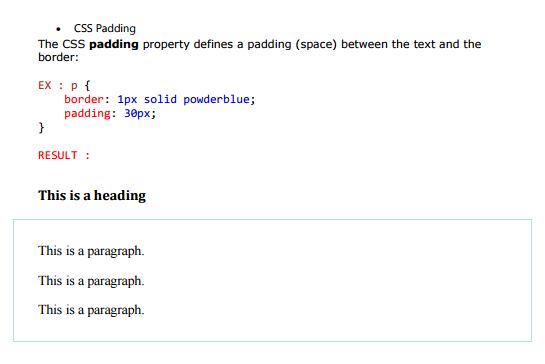 • CSS Padding
The CSS padding property defines a padding (space) between the text and the
border:
EX : p {
border: 1px solid powderblue;
padding: 30px;
}
RESULT :
This is a heading
This is a paragraph.
This is a paragraph.
This is a paragraph.